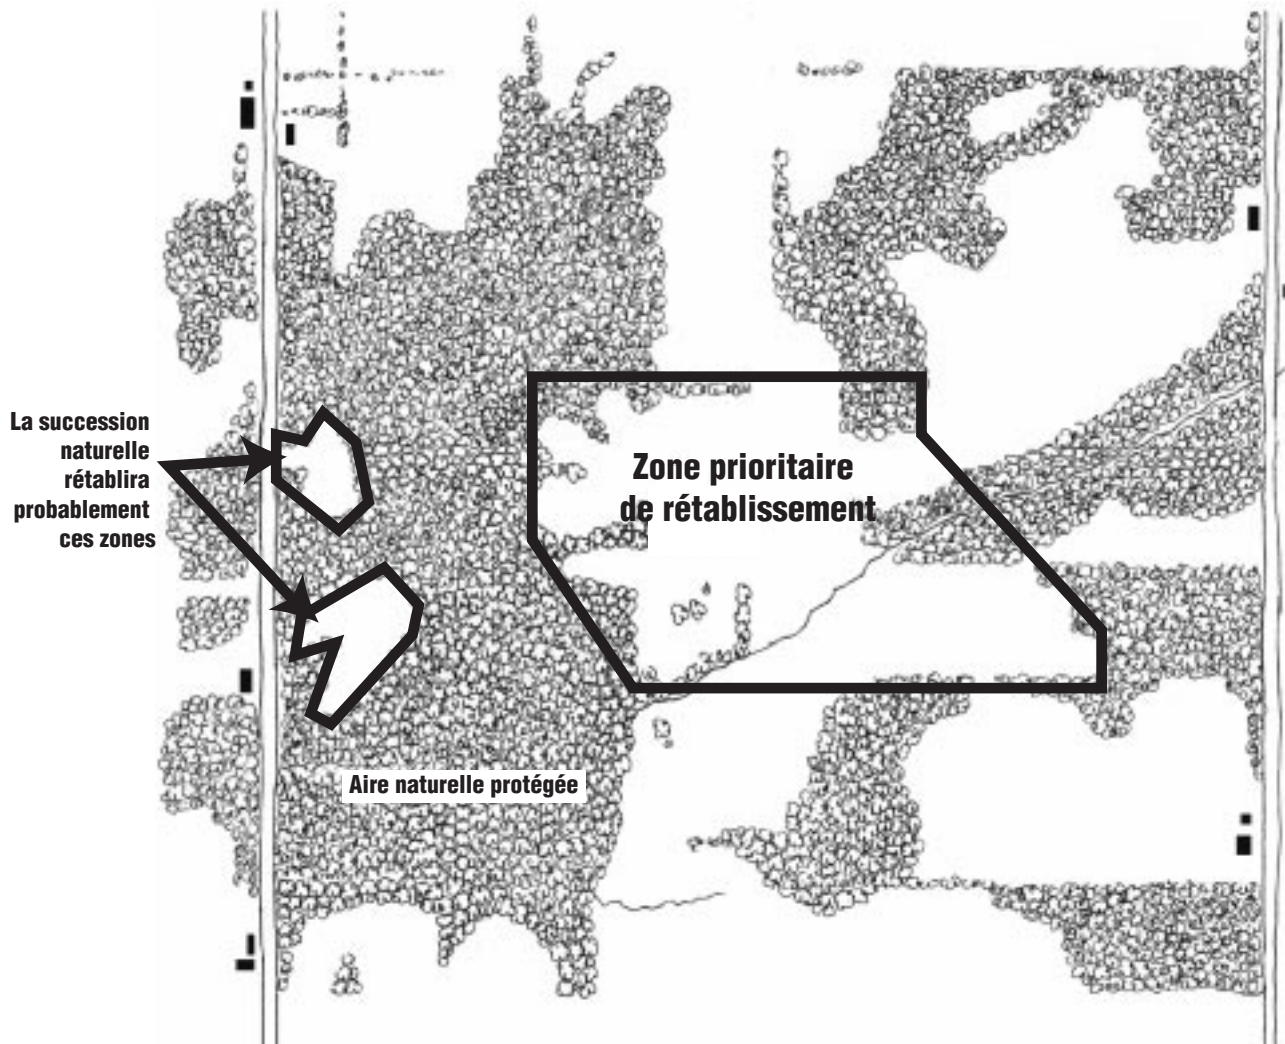 La succession
naturelle
rétablira
probablement
ces zones
Zone prioritaire
de rétablissement
Aire naturelle protégée